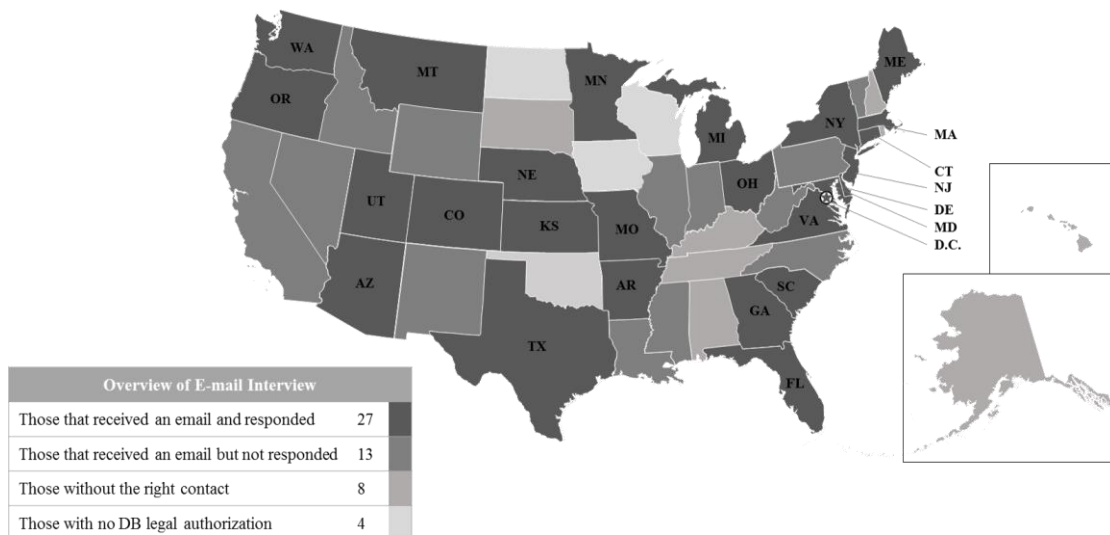 WA
ME
MT
MN
OR
NY
MI
MA
CT
NE
OH
NJ
UT
CO
DE
KS
MO
VA
MD
D.C.
AZ
AR
SC
GA
TX
FL
Overview of E-mail Interview
Those that received an email and responded 27
Those that received an email but not responded 13
Those without the right contact 8
Those with no DB legal authorization 4